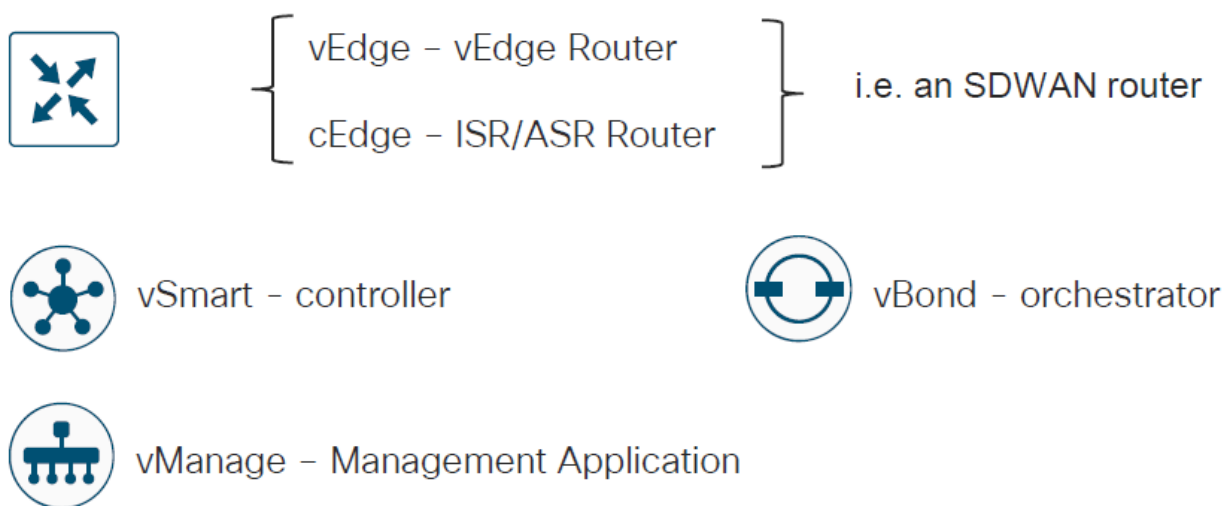 vEdge – vEdge Router
cEdge – ISR/ASR Router
i.e. an SDWAN router
vSmart – controller
vBond – orchestrator
vManage – Management Application